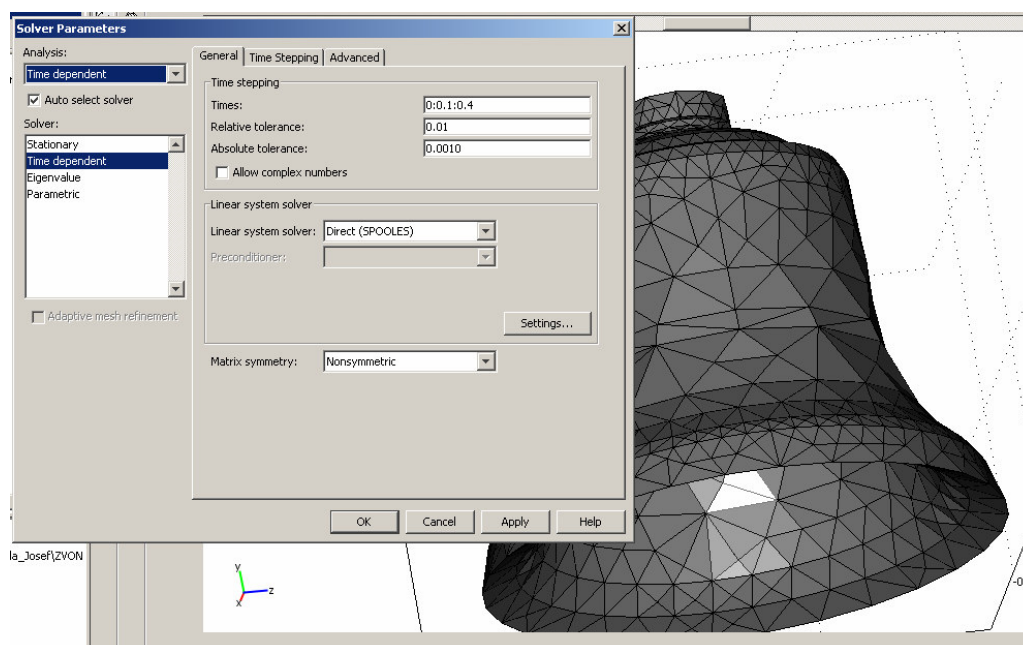 Solver Parameters
Analysis:
Time dependent
Auto select solver
Solver:
Stationary
Time dependent
Eigenvalue
Parametric
Adaptive mesh refinement
General Time Stepping Advanced
Time stepping
Times: 0:0.1:0.4
Relative tolerance: 0.01
Absolute tolerance: 0.0010
Allow complex numbers
Linear system solver
Linear system solver: Direct (SPOOLES)
Preconditioner:
Settings...
Matrix symmetry: Nonsymmetric
OK Cancel Apply Help
la_Josef\ZVON
y
z
x
-0